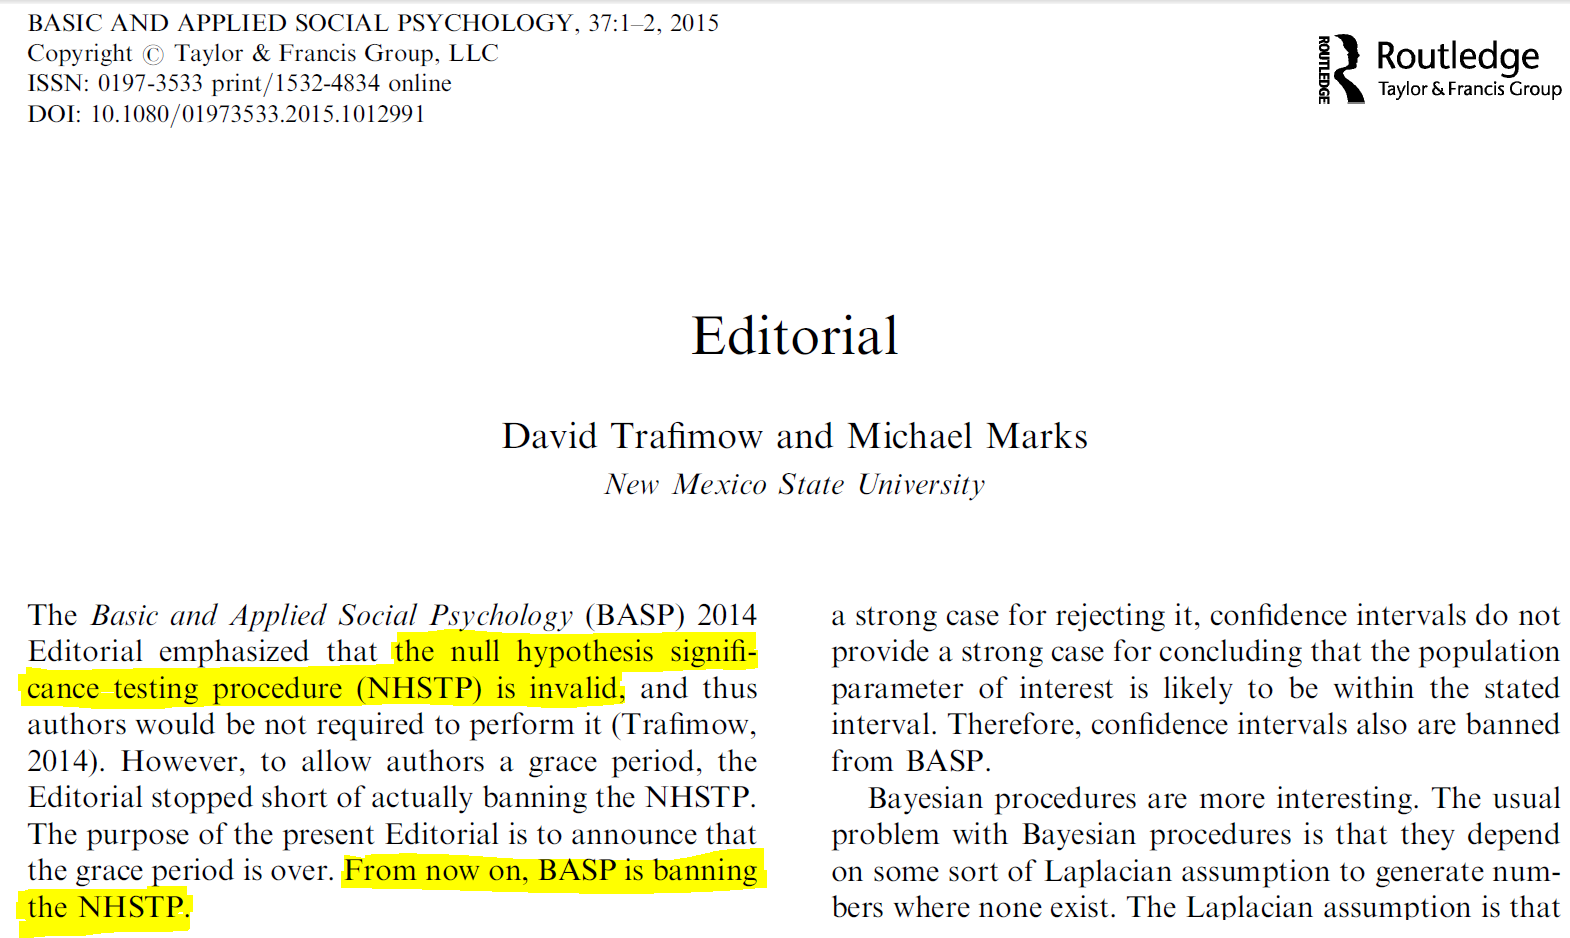 BASIC AND APPLIED SOCIAL PSYCHOLOGY, 37:1–2, 2015
Copyright © Taylor & Francis Group, LLC
ISSN: 0197-3533 print/1532-4834 online
DOI: 10.1080/01973533.2015.1012991
ROUTLEDGE
Routledge
Taylor & Francis Group
Editorial
David Trafimow and Michael Marks
New Mexico State University
The Basic and Applied Social Psychology (BASP) 2014
Editorial emphasized that the null hypothesis signifi-
cance testing procedure (NHSTP) is invalid, and thus
authors would be not required to perform it (Trafimow,
2014). However, to allow authors a grace period, the
Editorial stopped short of actually banning the NHSTP.
The purpose of the present Editorial is to announce that
the grace period is over. From now on, BASP is banning
the NHSTP.
a strong case for rejecting it, confidence intervals do not
provide a strong case for concluding that the population
parameter of interest is likely to be within the stated
interval. Therefore, confidence intervals also are banned
from BASP.
Bayesian procedures are more interesting. The usual
problem with Bayesian procedures is that they depend
on some sort of Laplacian assumption to generate num-
bers where none exist. The Laplacian assumption is that